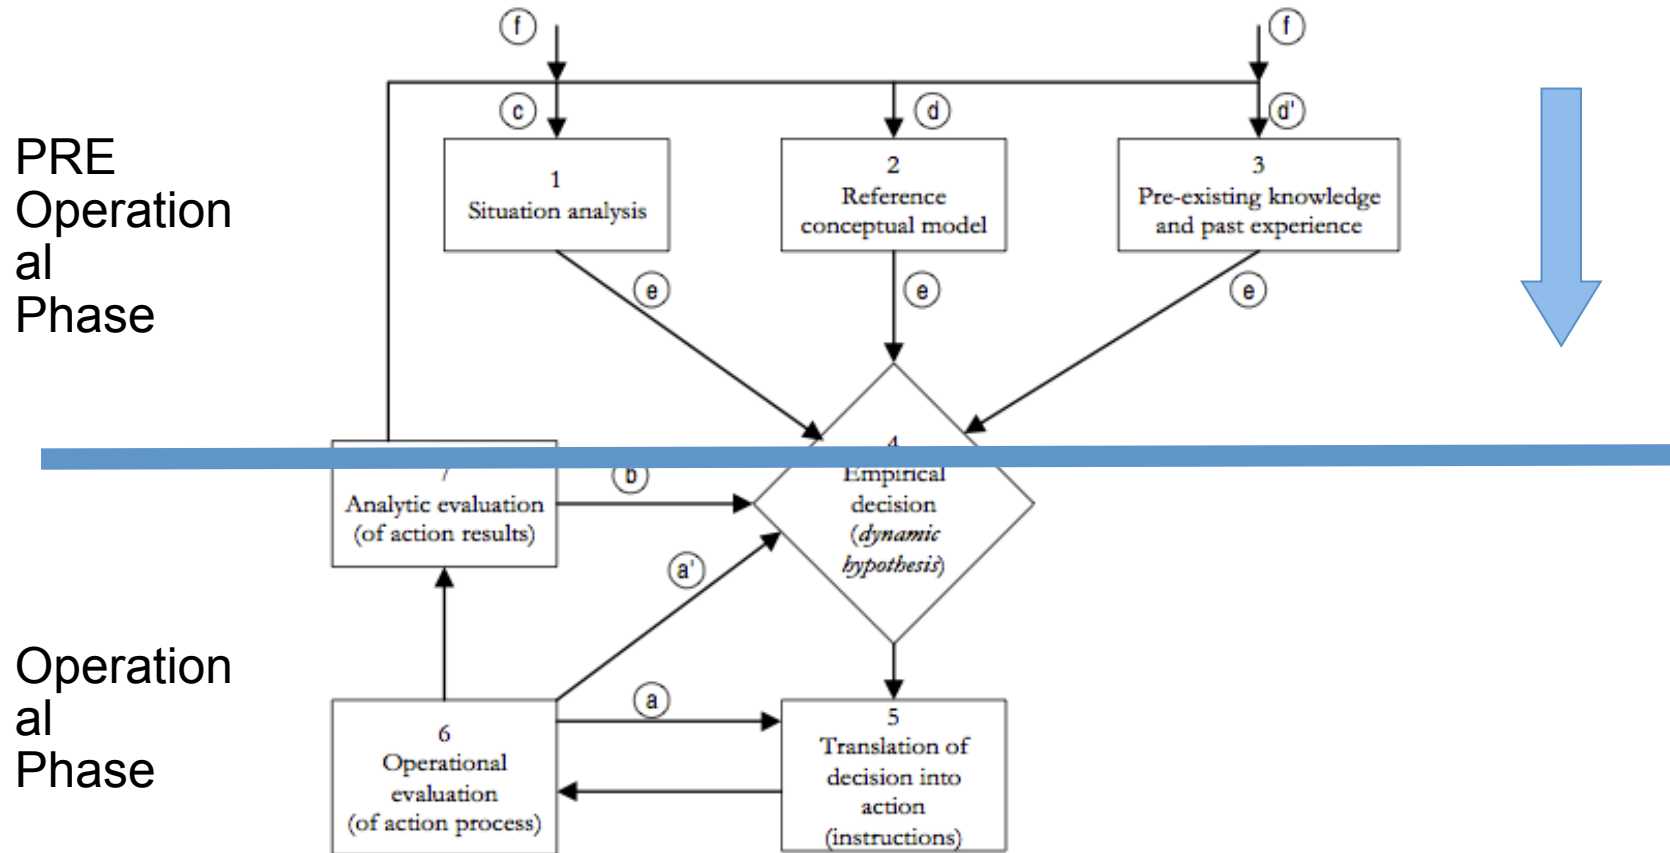 f
f
c
d
d'
PRE
Operation
al
Phase
1
Situation analysis
2
Reference
conceptual model
3
Pre-existing knowledge
and past experience
e
e
e
b
Analytic evaluation
(of action results)
Empirical
decision
(dynamic
hypothesis)
a'
Operation
al
Phase
a
6
Operational
evaluation
(of action process)
5
Translation of
decision into
action
(instructions)